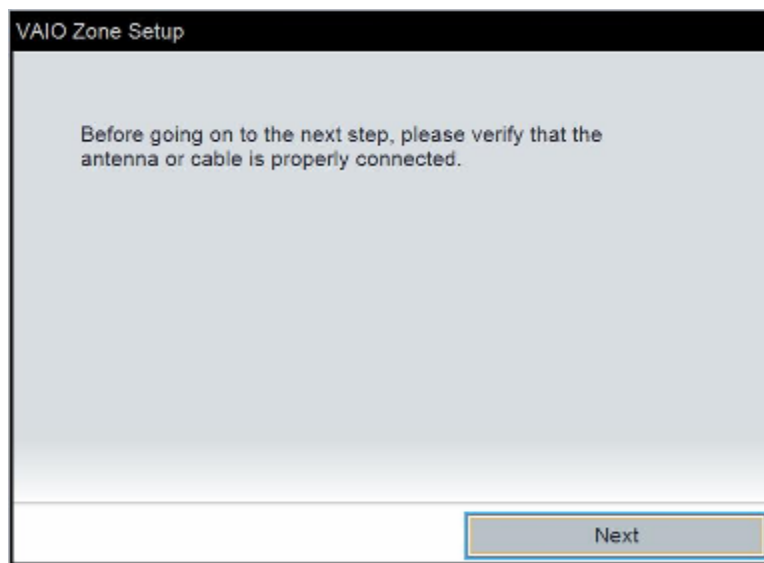 VAIO Zone Setup
Before going on to the next step, please verify that the
antenna or cable is properly connected.
Next